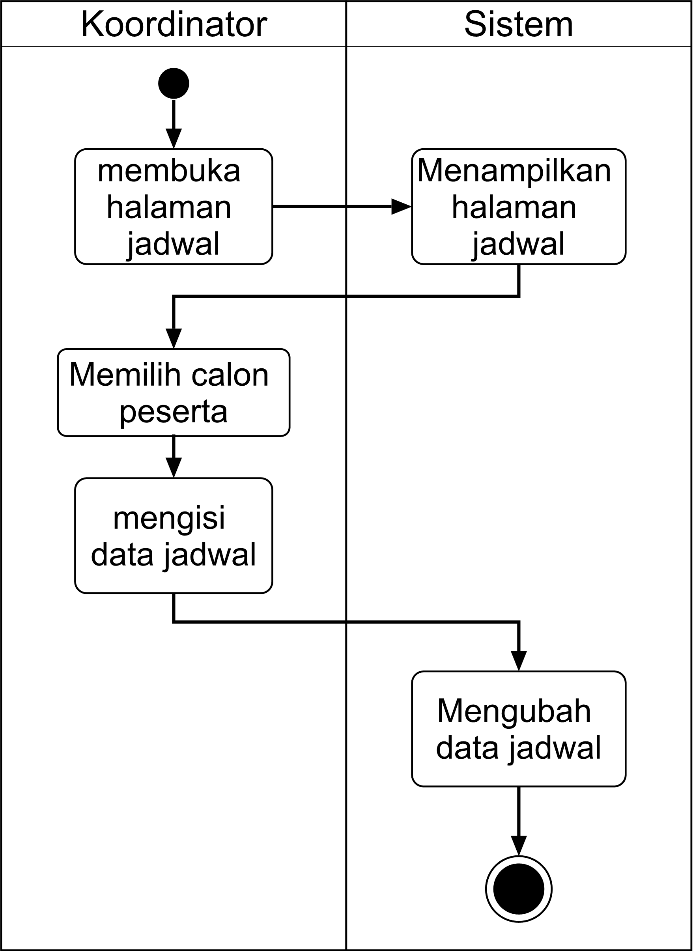 Koordinator
Sistem
membuka
halaman
jadwal
Menampilkan
halaman
jadwal
Memilih calon
peserta
mengisi
data jadwal
Mengubah
data jadwal